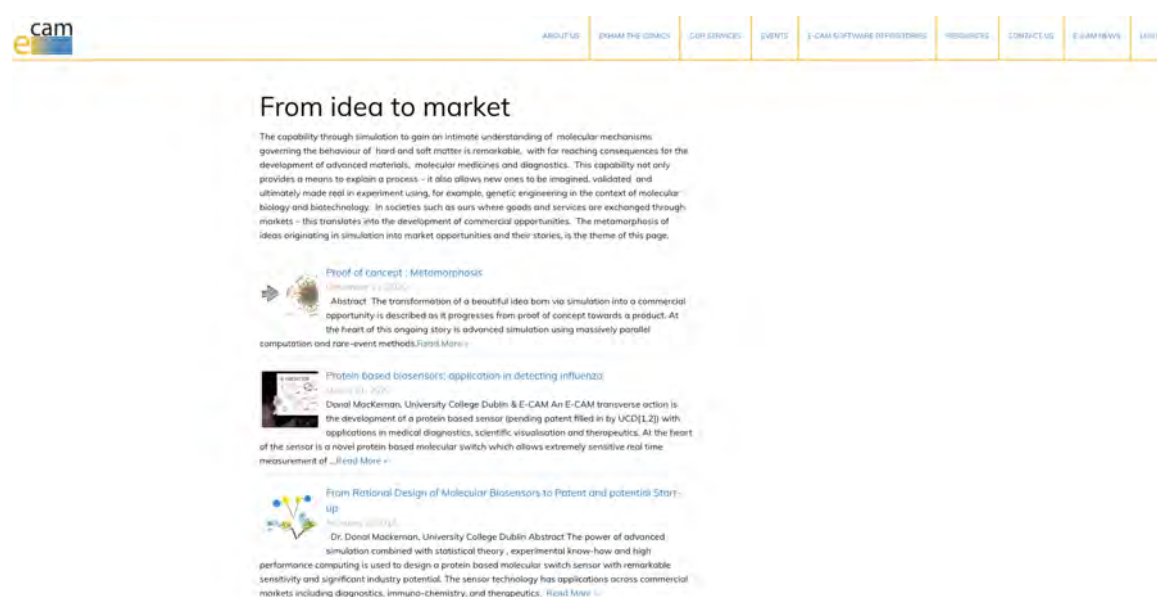 e cam
ABOUT US
EXHAM THE COMICS
OUR SERVICES
EVENTS
E-CAM SOFTWARE REPOSITORIES
RESOURCES
CONTACT US
E-CAM NEWS
From idea to market
The capability through simulation to gain an intimate understanding of molecular mechanisms
governing the behaviour of hard and soft matter is remarkable, with far reaching consequences for the
development of advanced materials, molecular medicines and diagnostics. This capability not only
provides a means to explain a process – it also allows new ones to be imagined, validated and
ultimately made real in experiment using, for example, genetic engineering in the context of molecular
biology and biotechnology. In societies such as ours where goods and services are exchanged through
markets – this translates into the development of commercial opportunities. The metamorphosis of
ideas originating in simulation into market opportunities and their stories, is the theme of this page.
Proof of concept : Metamorphosis
Abstract The transformation of a beautiful idea born via simulation into a commercial
opportunity is described as it progresses from proof of concept towards a product. At
the heart of this ongoing story is advanced simulation using massively parallel
computation and rare-event methods.Read More »
Protein based biosensors: application in detecting influenza
Donal MacKernan, University College Dublin & E-CAM An E-CAM transverse action is
the development of a protein based sensor (pending patent filled in by UCD[1,2]) with
applications in medical diagnostics, scientific visualisation and therapeutics. At the heart
of the sensor is a novel protein based molecular switch which allows extremely sensitive real time
measurement of ...Read More »
From Rational Design of Molecular Biosensors to Patent and potential Start-
up
Dr. Donal Mackernan, University College Dublin Abstract The power of advanced
simulation combined with statistical theory , experimental know-how and high
performance computing is used to design a protein based molecular switch sensor with remarkable
sensitivity and significant industry potential. The sensor technology has applications across commercial
markets including diagnostics, immuno-chemistry, and therapeutics. Read More »